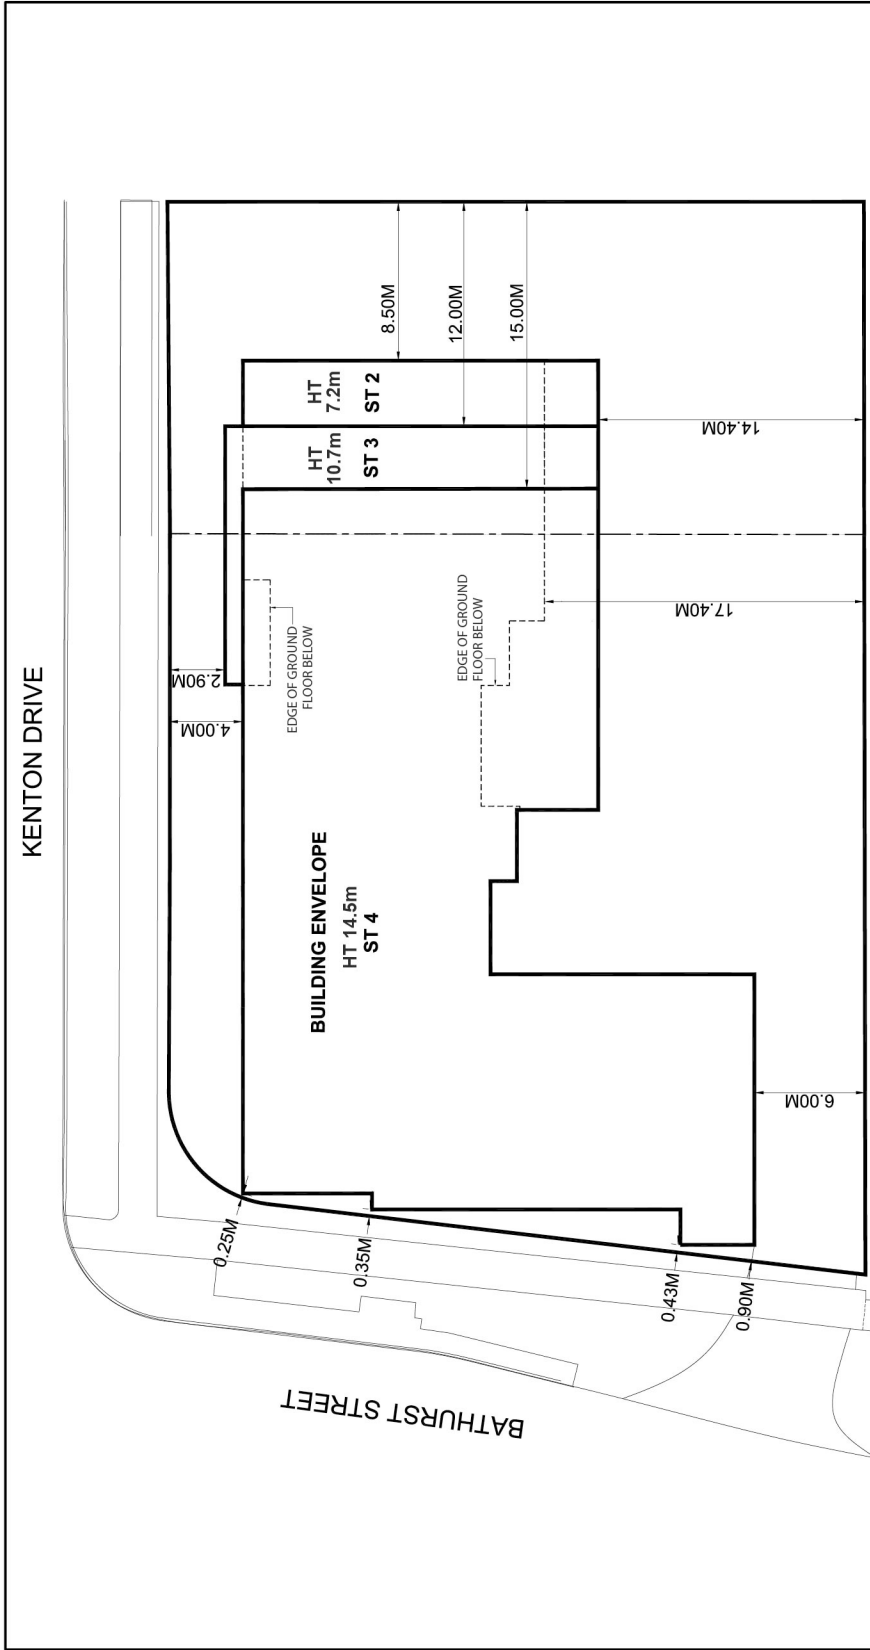 KENTON DRIVE
8.50M
12.00M
15.00M
HT
7.2m
ST 2
HT
10.7m
ST 3
14.40M
17.40M
2.90M
4.00M
EDGE OF GROUND
FLOOR BELOW
EDGE OF GROUND
FLOOR BELOW
BUILDING ENVELOPE
HT 14.5m
ST 4
6.00M
0.25M
0.35M
0.43M
0.90M
BATHURST STREET